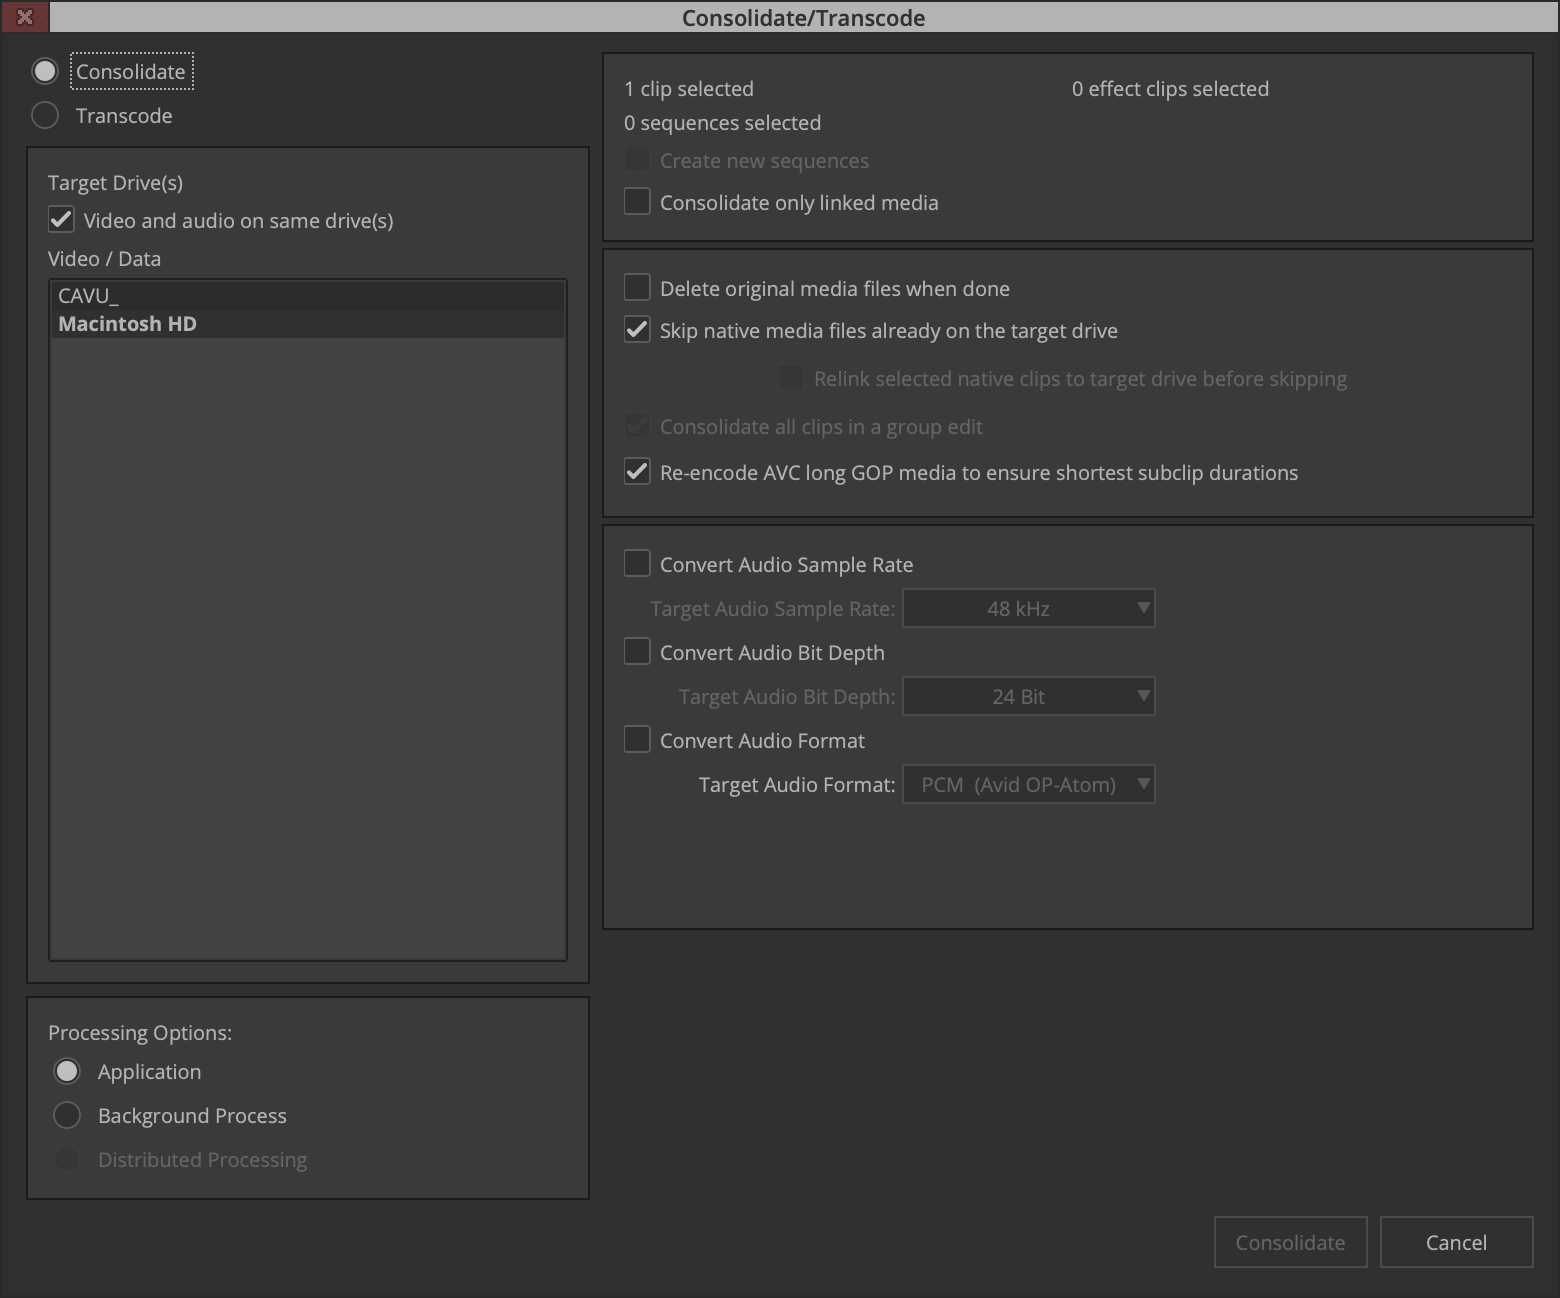 Consolidate/Transcode
Consolidate
Transcode
Target Drive(s)
Video and audio on same drive(s)
Video / Data
CAVU_
Macintosh HD
Processing Options:
Application
Background Process
Distributed Processing
1 clip selected
0 effect clips selected
0 sequences selected
Create new sequences
Consolidate only linked media
Delete original media files when done
Skip native media files already on the target drive
Relink selected native clips to target drive before skipping
Consolidate all clips in a group edit
Re-encode AVC long GOP media to ensure shortest subclip durations
Convert Audio Sample Rate
Target Audio Sample Rate: 48 kHz
Convert Audio Bit Depth
Target Audio Bit Depth: 24 Bit
Convert Audio Format
Target Audio Format: PCM (Avid OP-Atom)
Consolidate
Cancel